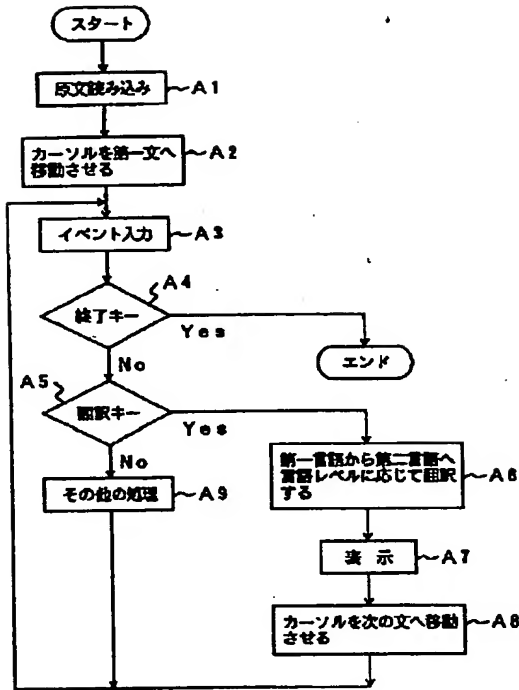 スタート
原文読み込み
A1
カーソルを第一文へ
移動させる
A2
イベント入力
A3
終了キー
A4
Yes
No
エンド
翻訳キー
A5
Yes
No
第一言語から第二言語へ
言語レベルに応じて翻訳
する
A6
その他の処理
A9
表 示
A7
カーソルを次の文へ移動
させる
A8